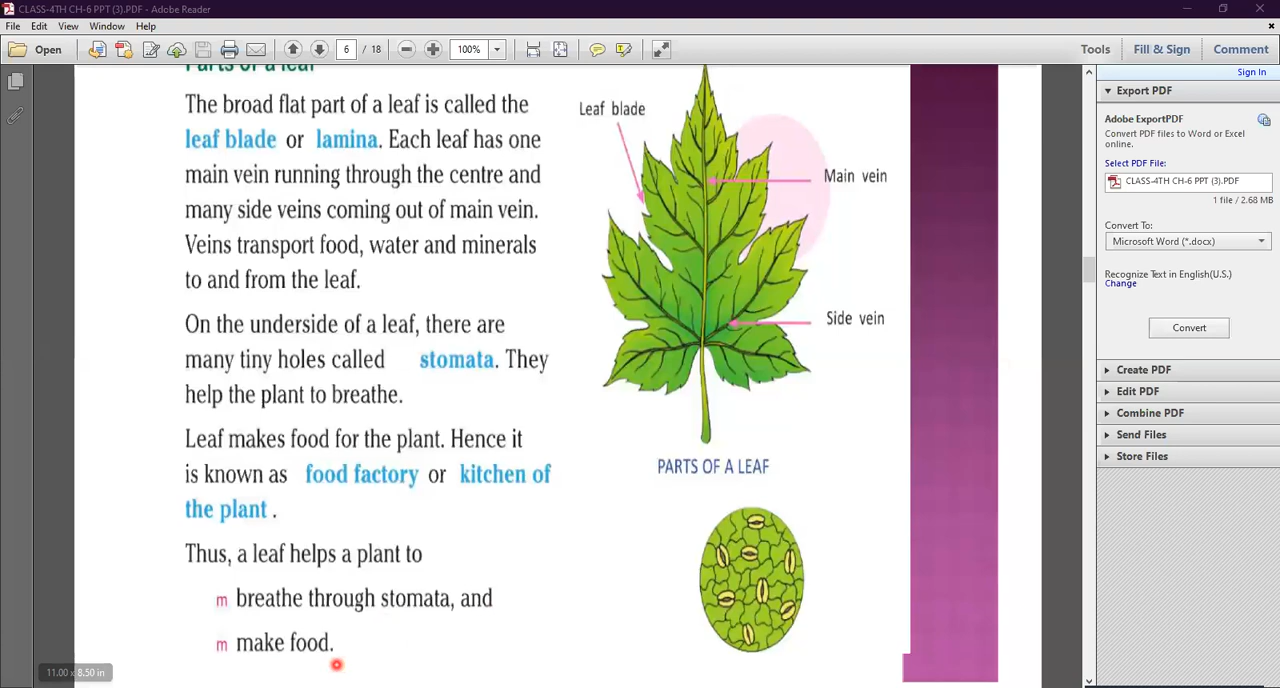 CLASS-4TH CH-6 PPT (3).PDF - Adobe Reader
File Edit View Window Help
Open 6 / 18 100% Tools Fill & Sign Comment
Sign In
Parts of a leaf
The broad flat part of a leaf is called the
leaf blade or lamina. Each leaf has one
main vein running through the centre and
many side veins coming out of main vein.
Veins transport food, water and minerals
to and from the leaf.
On the underside of a leaf, there are
many tiny holes called stomata. They
help the plant to breathe.
Leaf makes food for the plant. Hence it
is known as food factory or kitchen of
the plant .
Thus, a leaf helps a plant to
m breathe through stomata, and
m make food.
11.00 x 8.50 in
Leaf blade
Main vein
Side vein
PARTS OF A LEAF
Export PDF
Adobe ExportPDF
Convert PDF files to Word or Excel
online.
Select PDF File:
CLASS-4TH CH-6 PPT (3).PDF
1 file / 2.68 MB
Convert To:
Microsoft Word (*.docx)
Recognize Text in English(U.S.)
Change
Convert
Create PDF
Edit PDF
Combine PDF
Send Files
Store Files